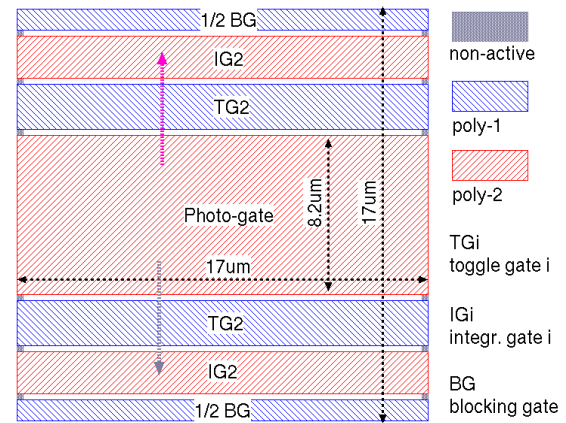 1/2 BG
IG2
TG2
Photo-gate
8.2um
17um
17um
TG2
IG2
1/2 BG
non-active
poly-1
poly-2
TGi
toggle gate i
IGi
integr. gate i
BG
blocking gate